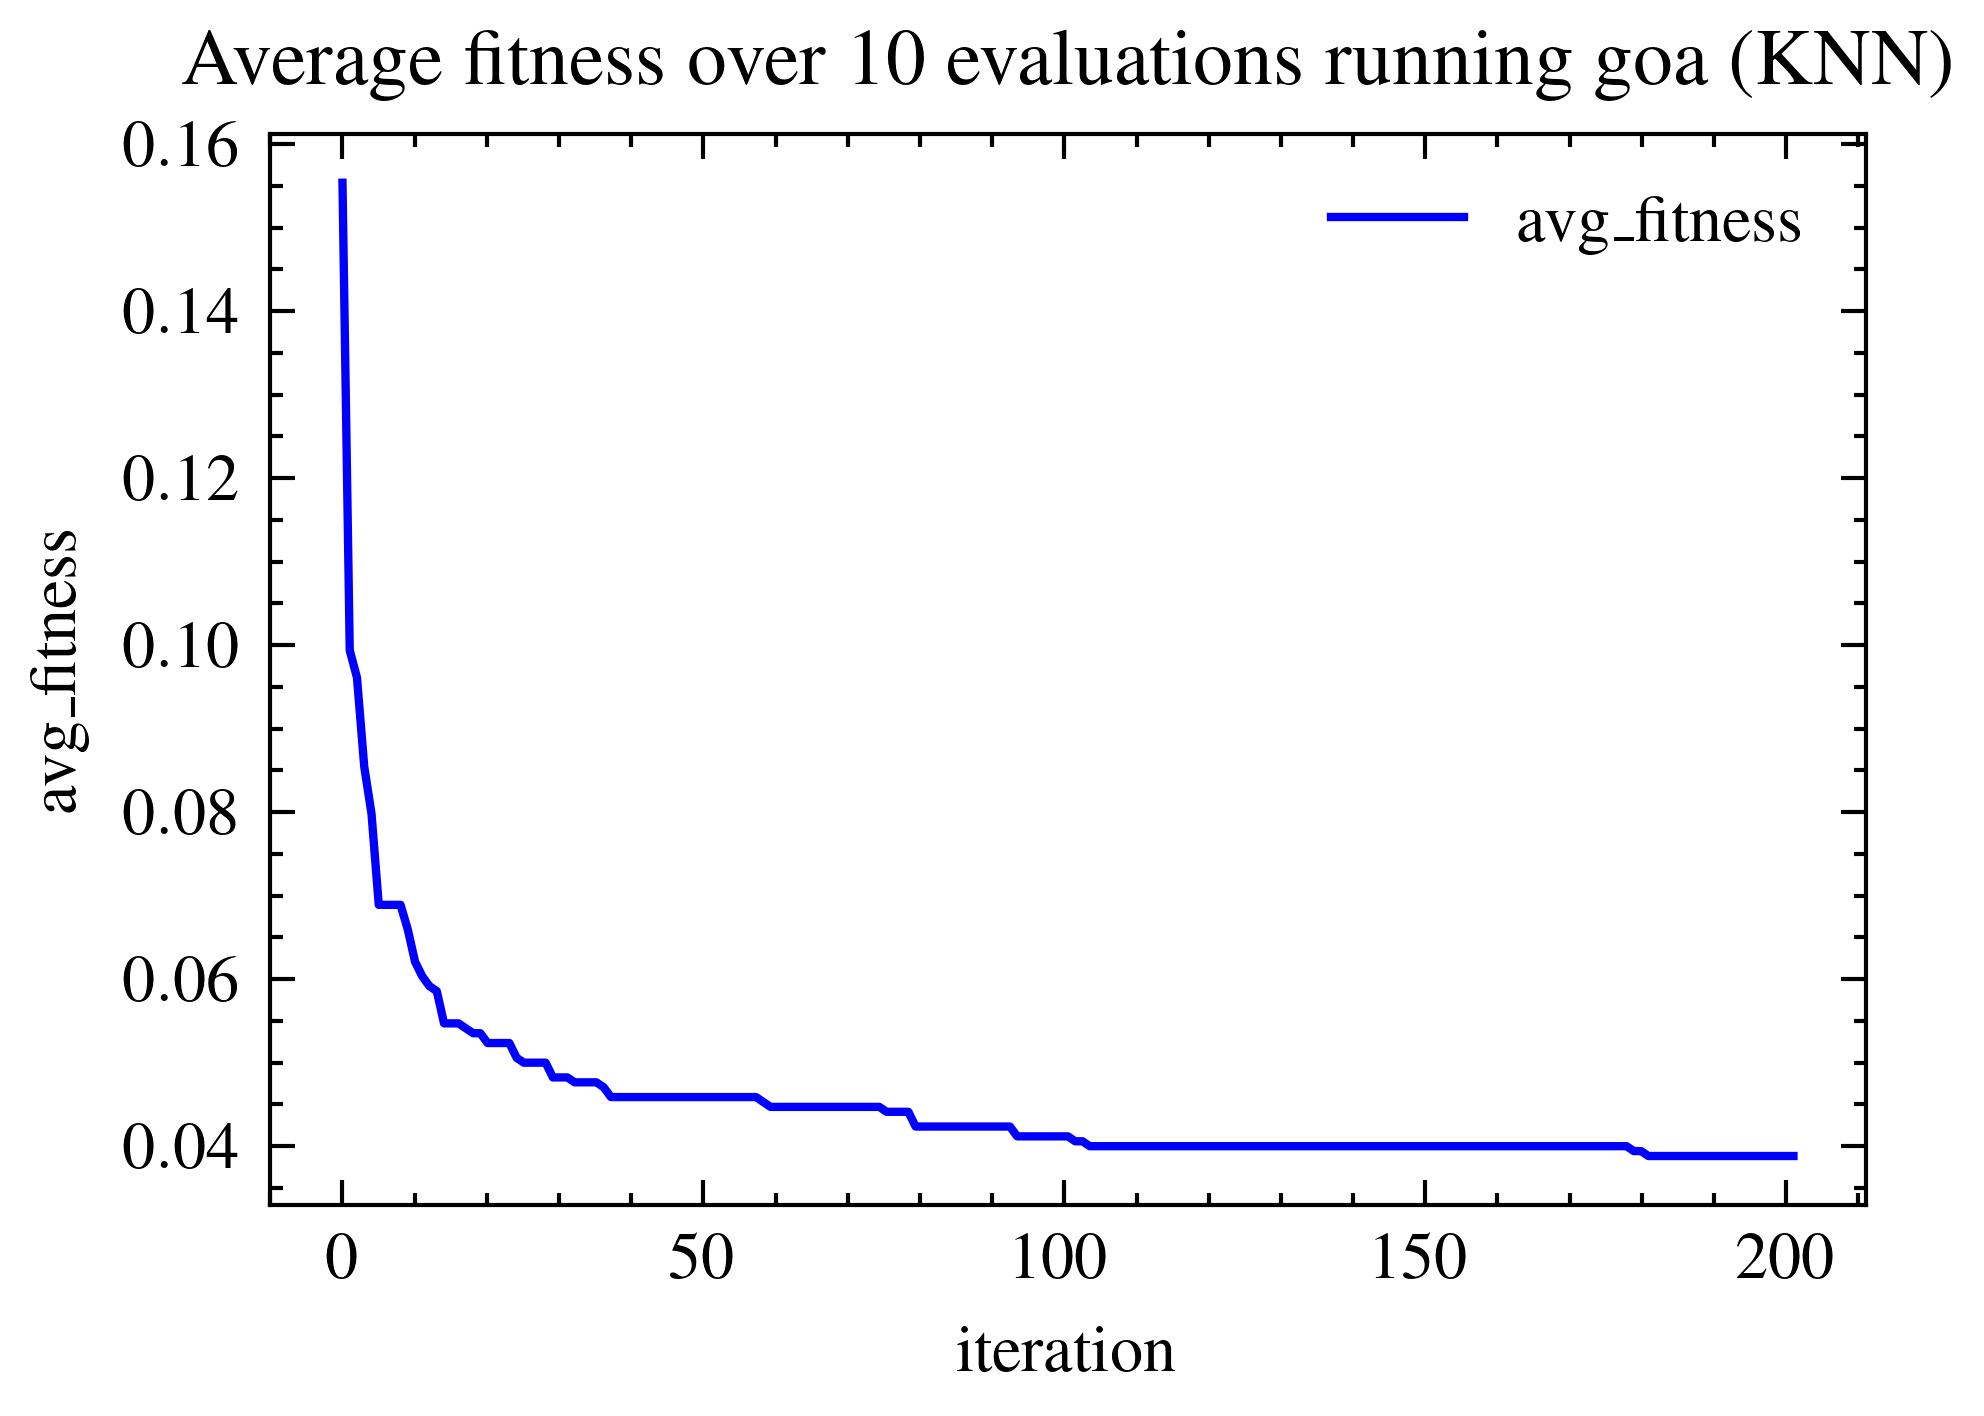 Average fitness over 10 evaluations running goa (KNN)
avg_fitness
0.16
0.14
0.12
0.10
0.08
0.06
0.04
avg_fitness
0 50 100 150 200
iteration